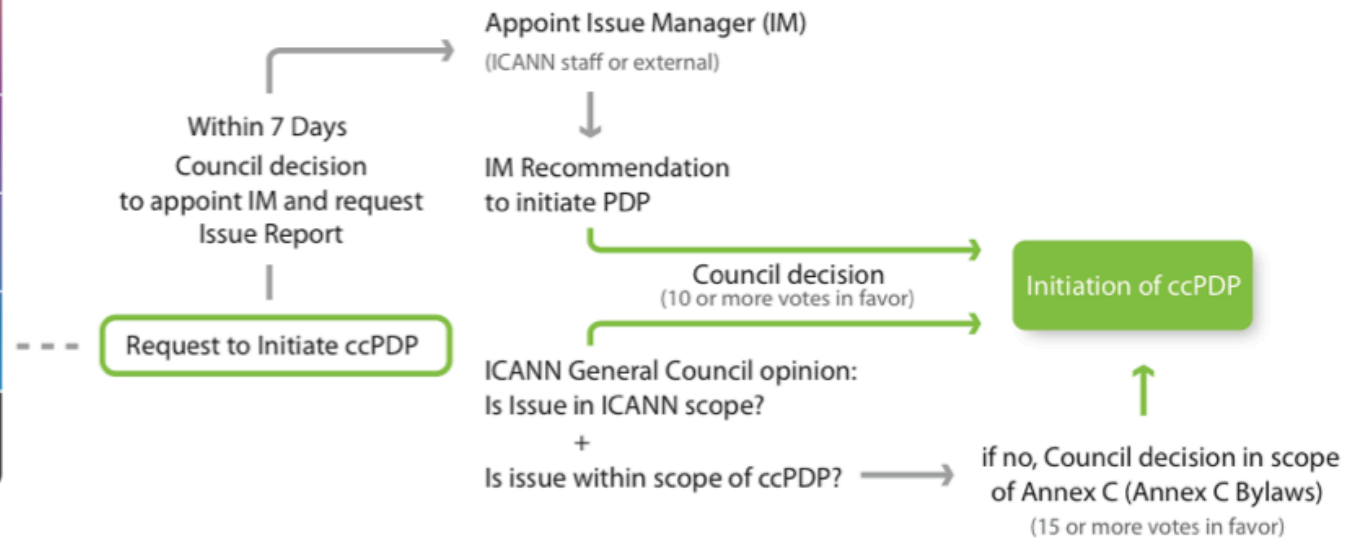 Appoint Issue Manager (IM)
(ICANN staff or external)
Within 7 Days
Council decision
to appoint IM and request
Issue Report
IM Recommendation
to initiate PDP
Request to Initiate ccPDP
Council decision
(10 or more votes in favor)
Initiation of ccPDP
ICANN General Council opinion:
Is Issue in ICANN scope?
+
Is issue within scope of ccPDP?
if no, Council decision in scope
of Annex C (Annex C Bylaws)
(15 or more votes in favor)